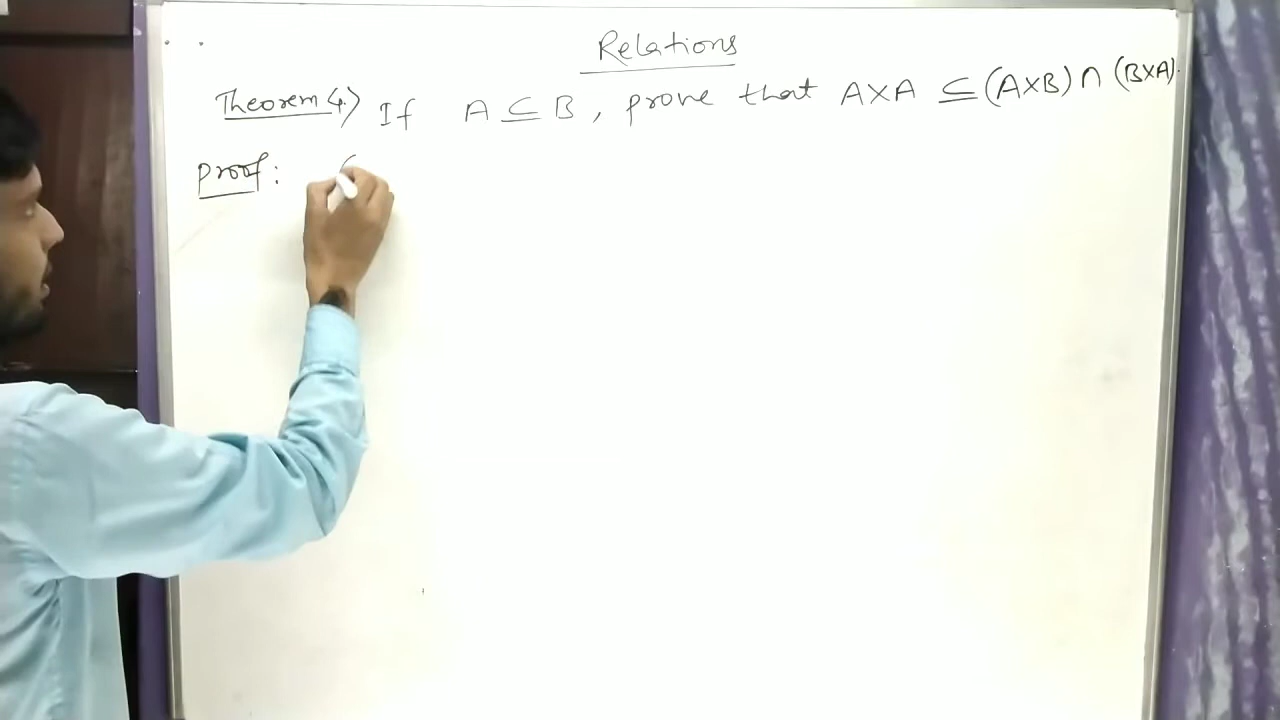 Relations
Theorem 4.) If A ⊆ B, prove that A×A ⊆ (A×B) ∩ (B×A).
Proof: